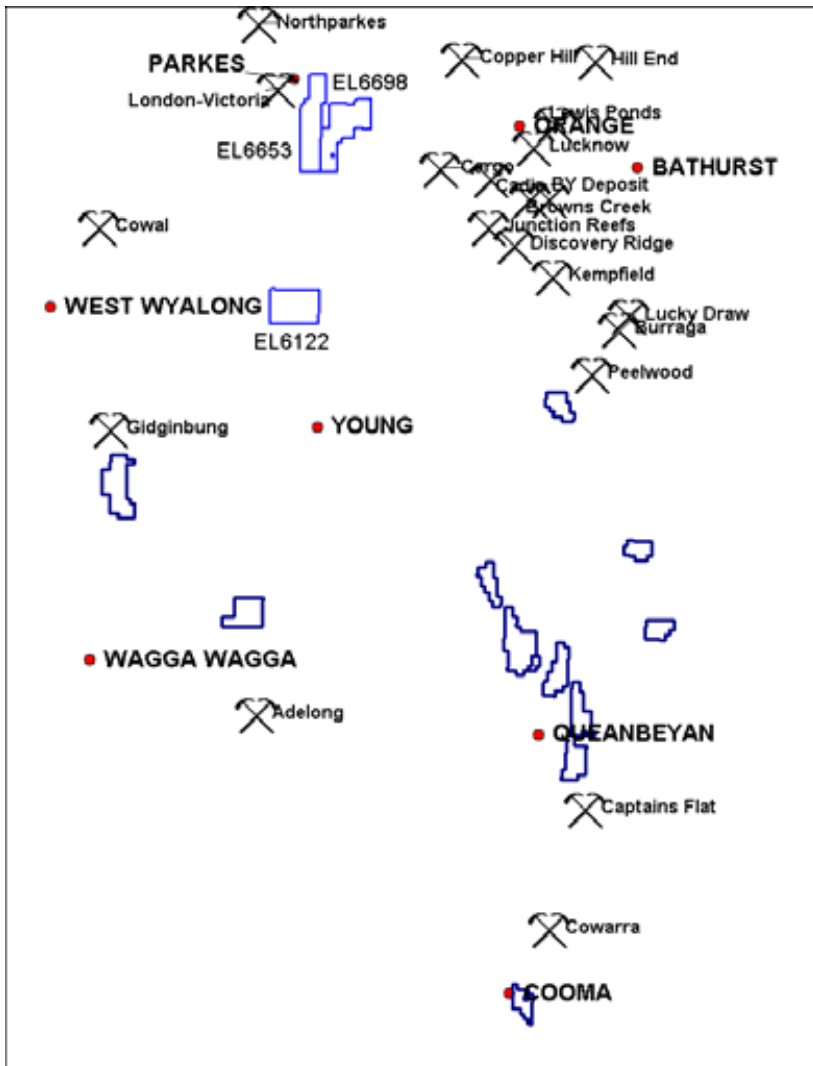 Northparkes
PARKES
Copper Hill
Hill End
EL6698
London-Victoria
Lewis Ponds
ORANGE
EL6653
Lucknow
BATHURST
Cargo
Cadia BY Deposit
Browns Creek
Cowal
Junction Reefs
Discovery Ridge
Kempfield
WEST WYALONG
Lucky Draw
Burraga
EL6122
Peelwood
Gidginbung
YOUNG
WAGGA WAGGA
Adelong
QUEANBEYAN
Captains Flat
Cowarra
COOMA